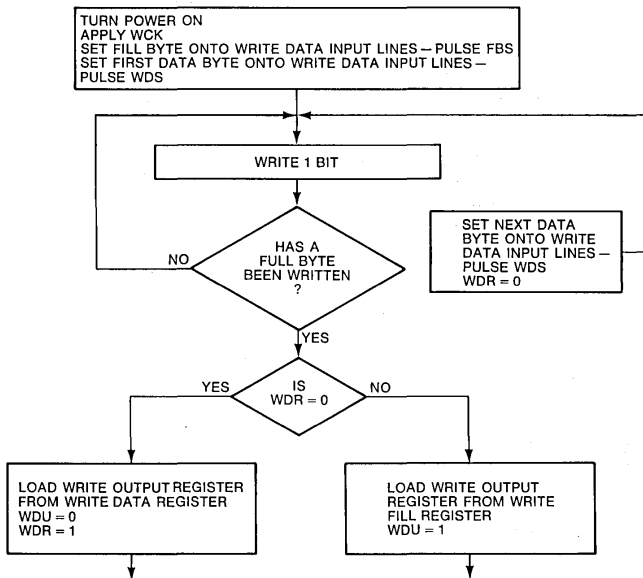 TURN POWER ON
APPLY WCK
SET FILL BYTE ONTO WRITE DATA INPUT LINES – PULSE FBS
SET FIRST DATA BYTE ONTO WRITE DATA INPUT LINES –
PULSE WDS
WRITE 1 BIT
HAS A
FULL BYTE
BEEN WRITTEN
?
NO
SET NEXT DATA
BYTE ONTO WRITE
DATA INPUT LINES –
PULSE WDS
WDR = 0
YES
IS
WDR = 0
YES
NO
LOAD WRITE OUTPUT REGISTER
FROM WRITE DATA REGISTER
WDU = 0
WDR = 1
LOAD WRITE OUTPUT
REGISTER FROM WRITE
FILL REGISTER
WDU = 1